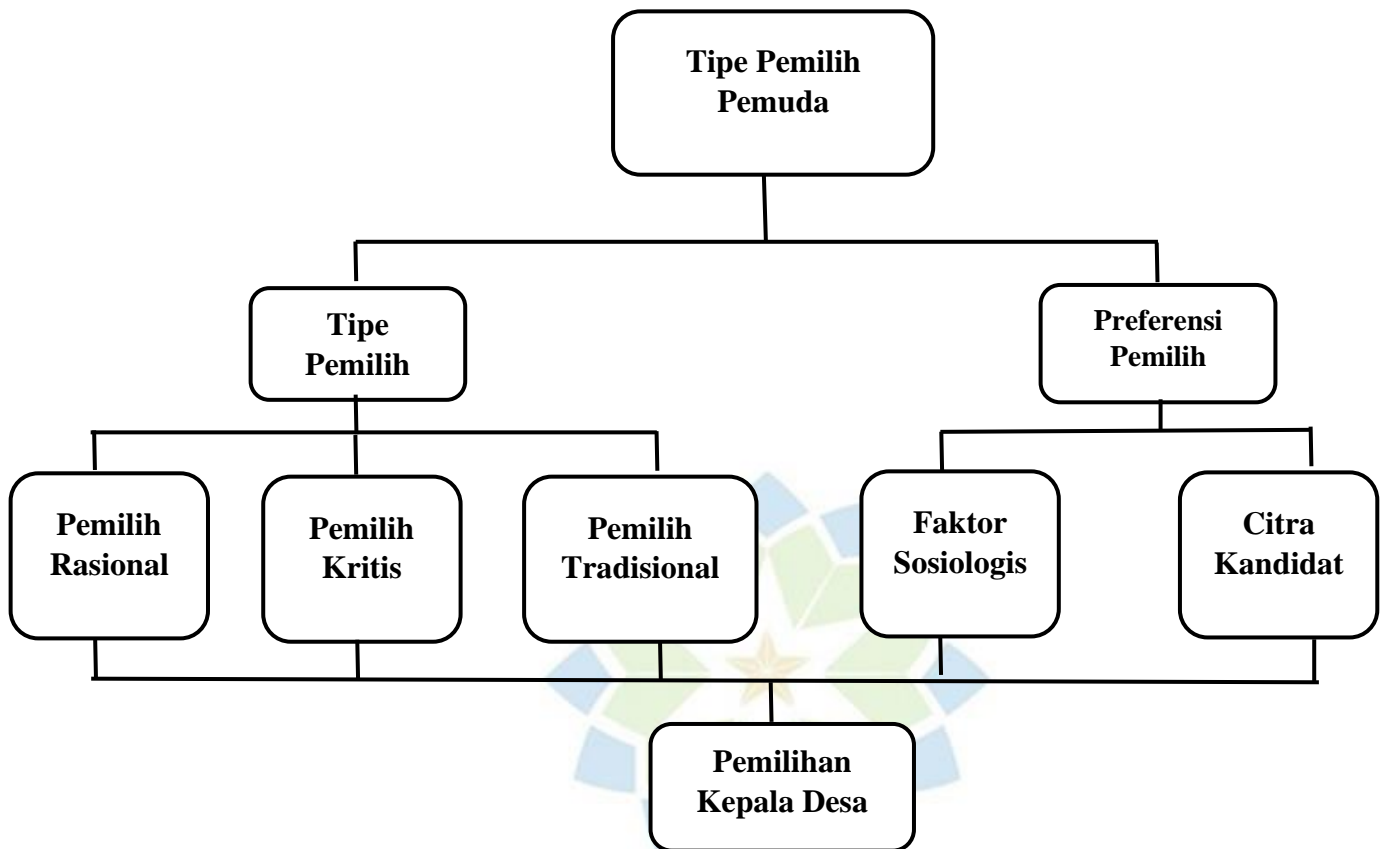 Tipe Pemilih
Pemuda
Tipe
Pemilih
Preferensi
Pemilih
Pemilih
Rasional
Pemilih
Kritis
Pemilih
Tradisional
Faktor
Sosiologis
Citra
Kandidat
Pemilihan
Kepala Desa